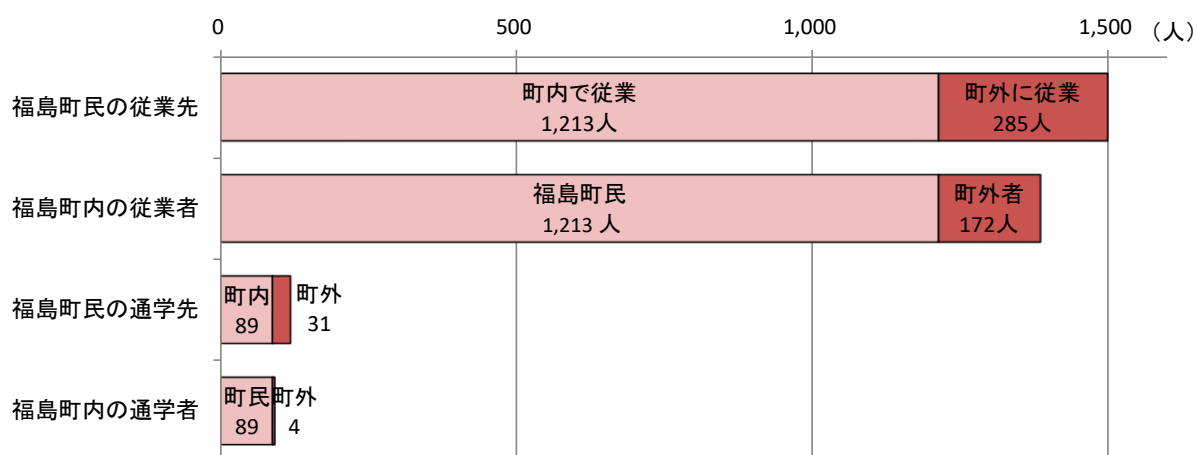 0 500 1,000 1,500 （人）
福島町民の従業先
町内で従業
1,213人
町外に従業
285人
福島町内の従業者
福島町民
1,213 人
町外者
172人
福島町民の通学先
町内
89
町外
31
福島町内の通学者
町民
89
町外
4